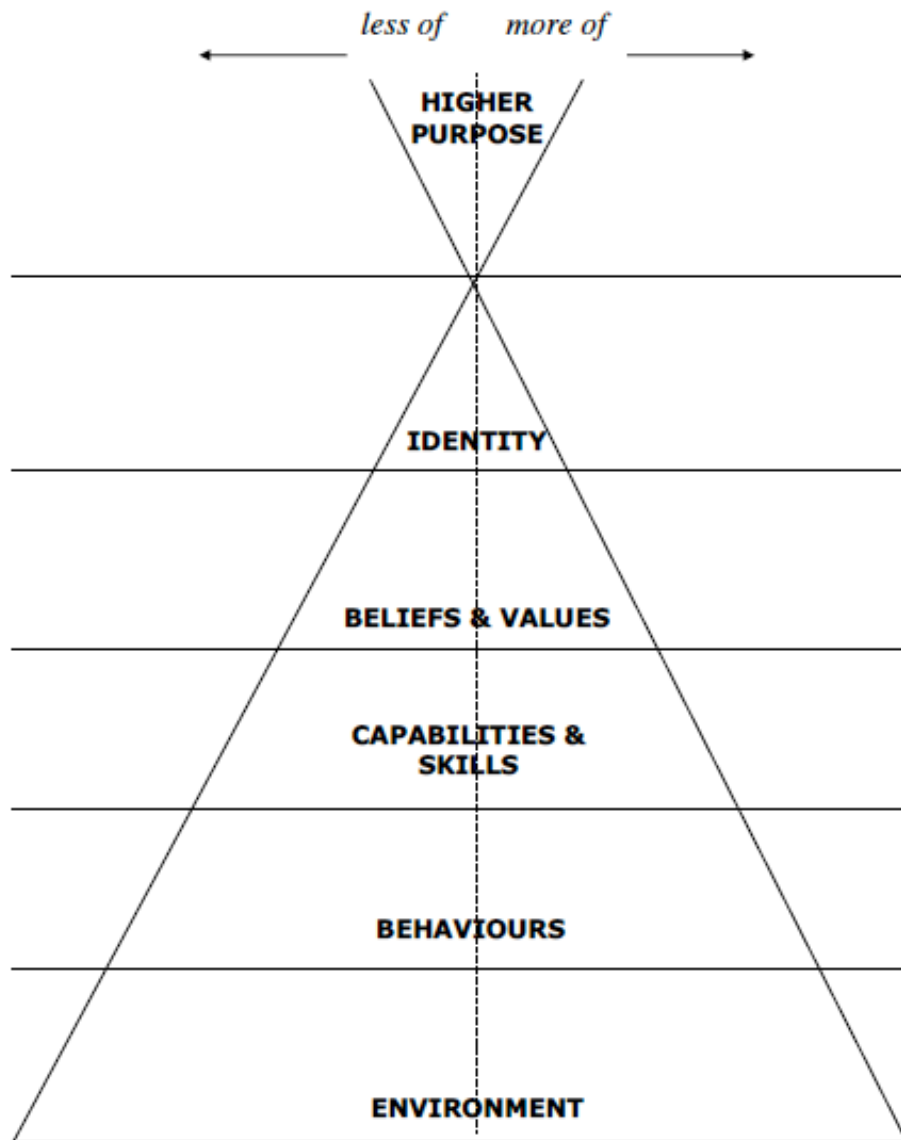 less of more of
HIGHER
PURPOSE
IDENTITY
BELIEFS & VALUES
CAPABILITIES &
SKILLS
BEHAVIOURS
ENVIRONMENT